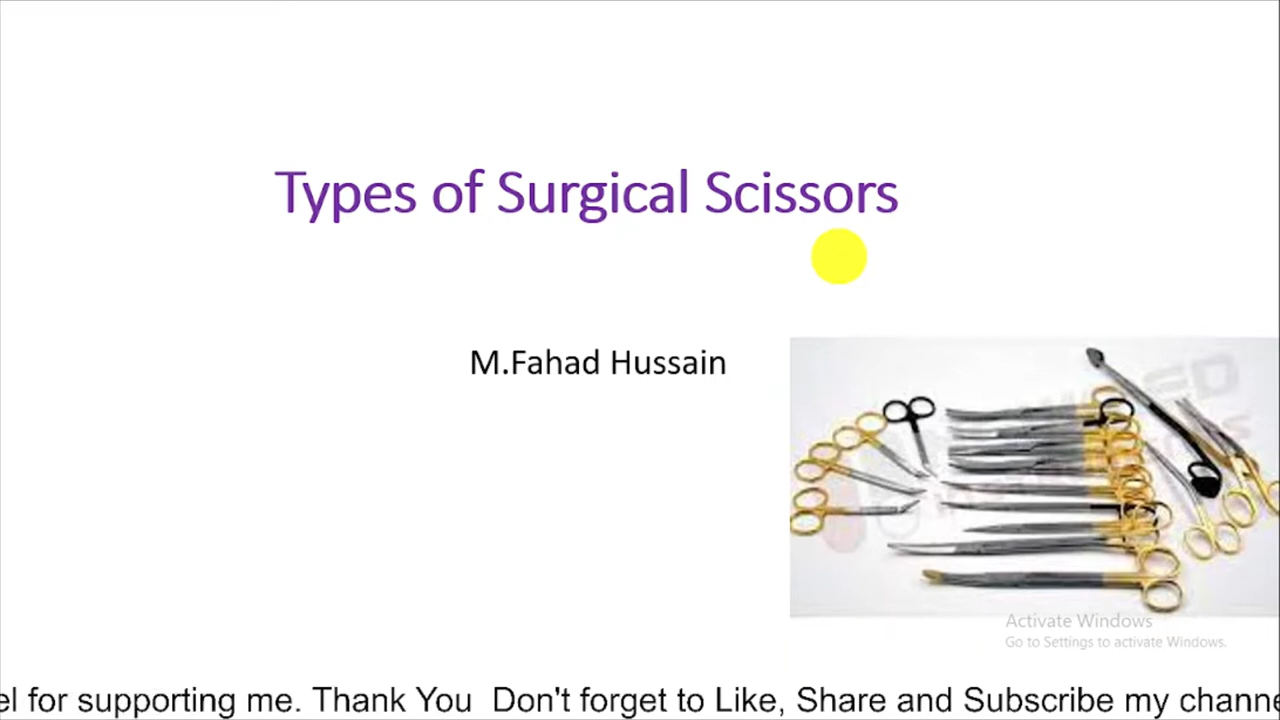 Types of Surgical Scissors
M.Fahad Hussain
Activate Windows
Go to Settings to activate Windows.
el for supporting me. Thank You  Don't forget to Like, Share and Subscribe my channe